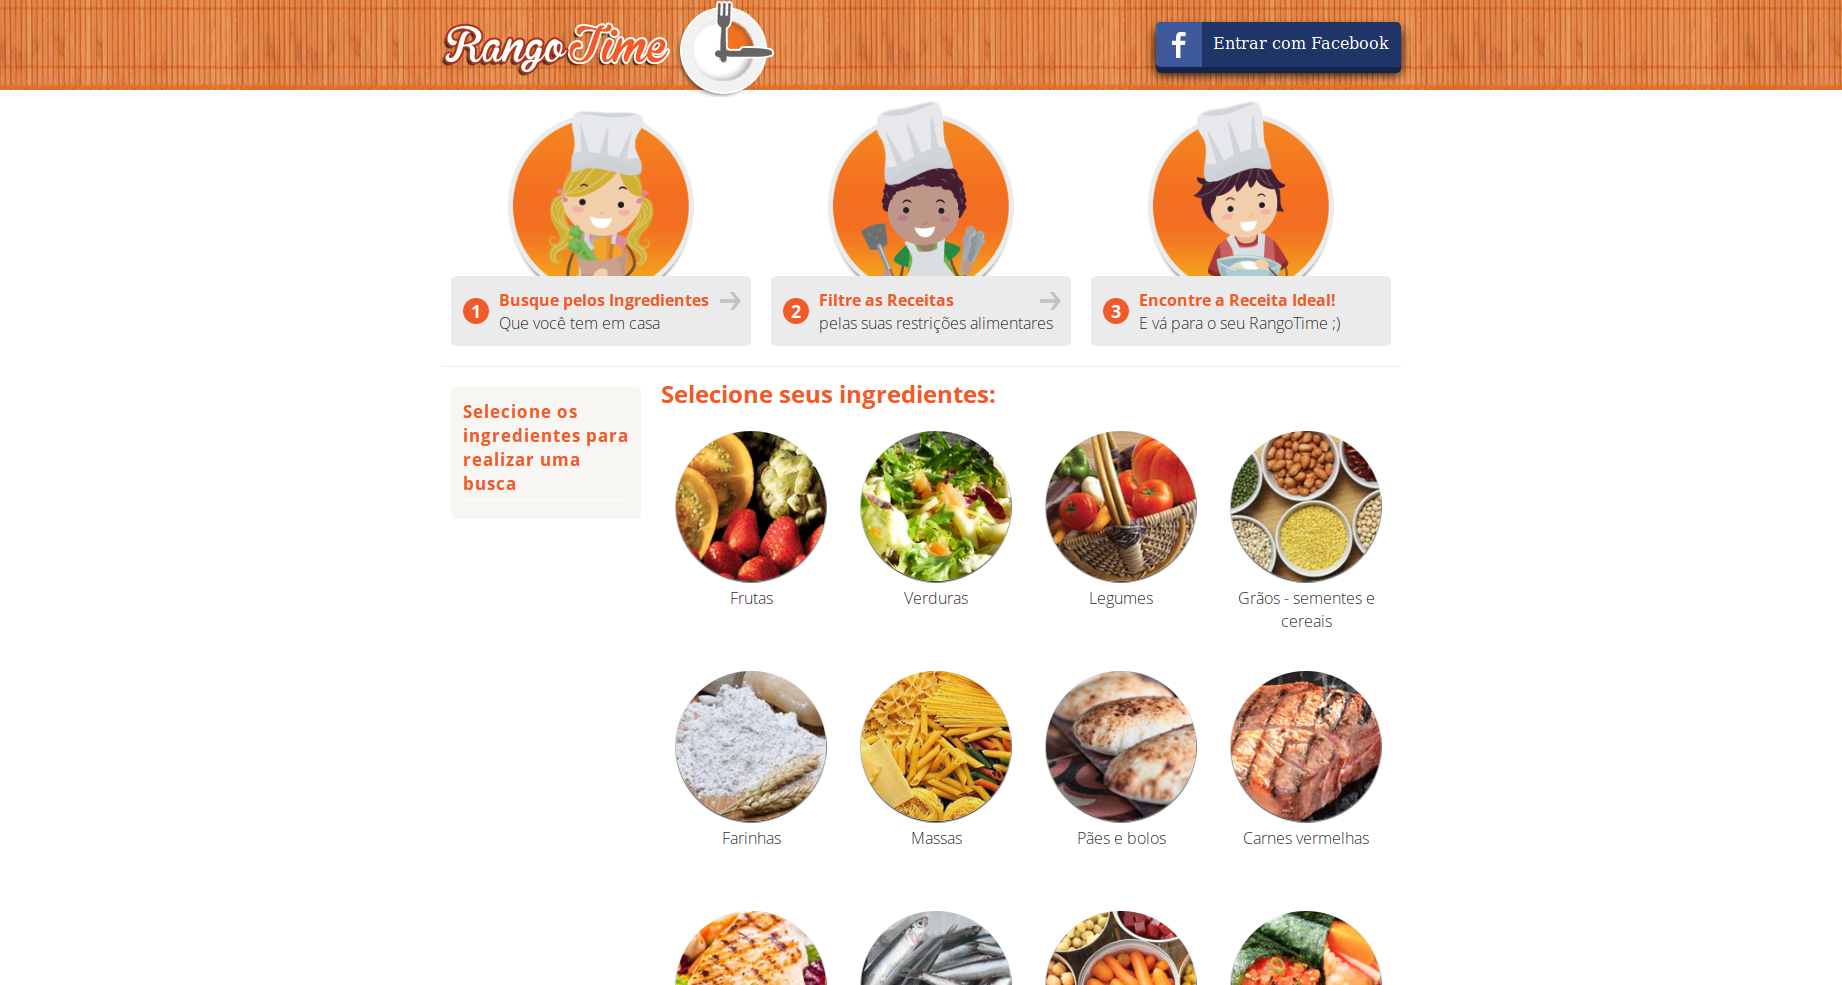 Rango Time
Entrar com Facebook
1
Busque pelos Ingredientes
Que você tem em casa
2
Filtre as Receitas
pelas suas restrições alimentares
3
Encontre a Receita Ideal!
E vá para o seu RangoTime ;)
Selecione os
ingredientes para
realizar uma
busca
Selecione seus ingredientes:
Frutas
Verduras
Legumes
Grãos - sementes e
cereais
Farinhas
Massas
Pães e bolos
Carnes vermelhas